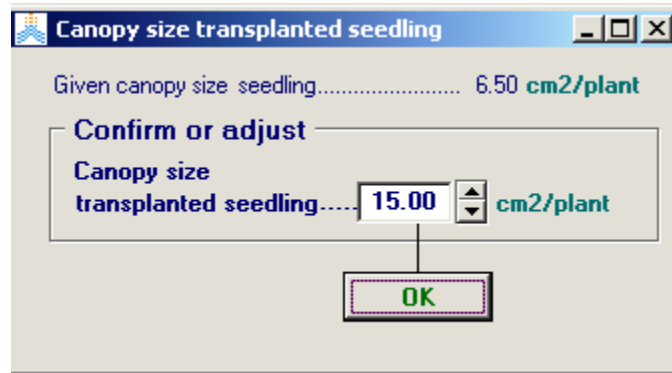 Canopy size transplanted seedling
Given canopy size seedling....................... 6.50 cm2/plant
Confirm or adjust
Canopy size
transplanted seedling..... 15.00 cm2/plant
OK